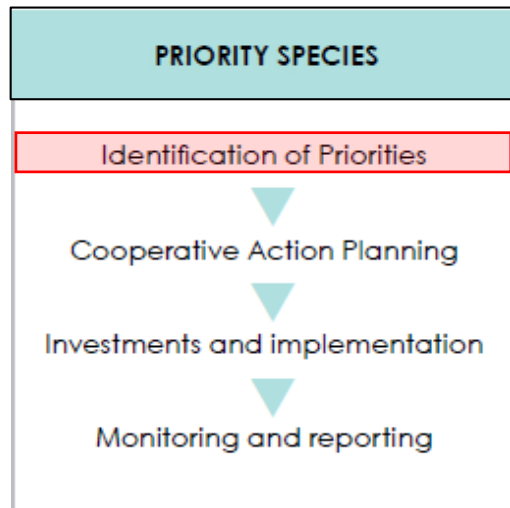 PRIORITY SPECIES
Identification of Priorities
Cooperative Action Planning
Investments and implementation
Monitoring and reporting